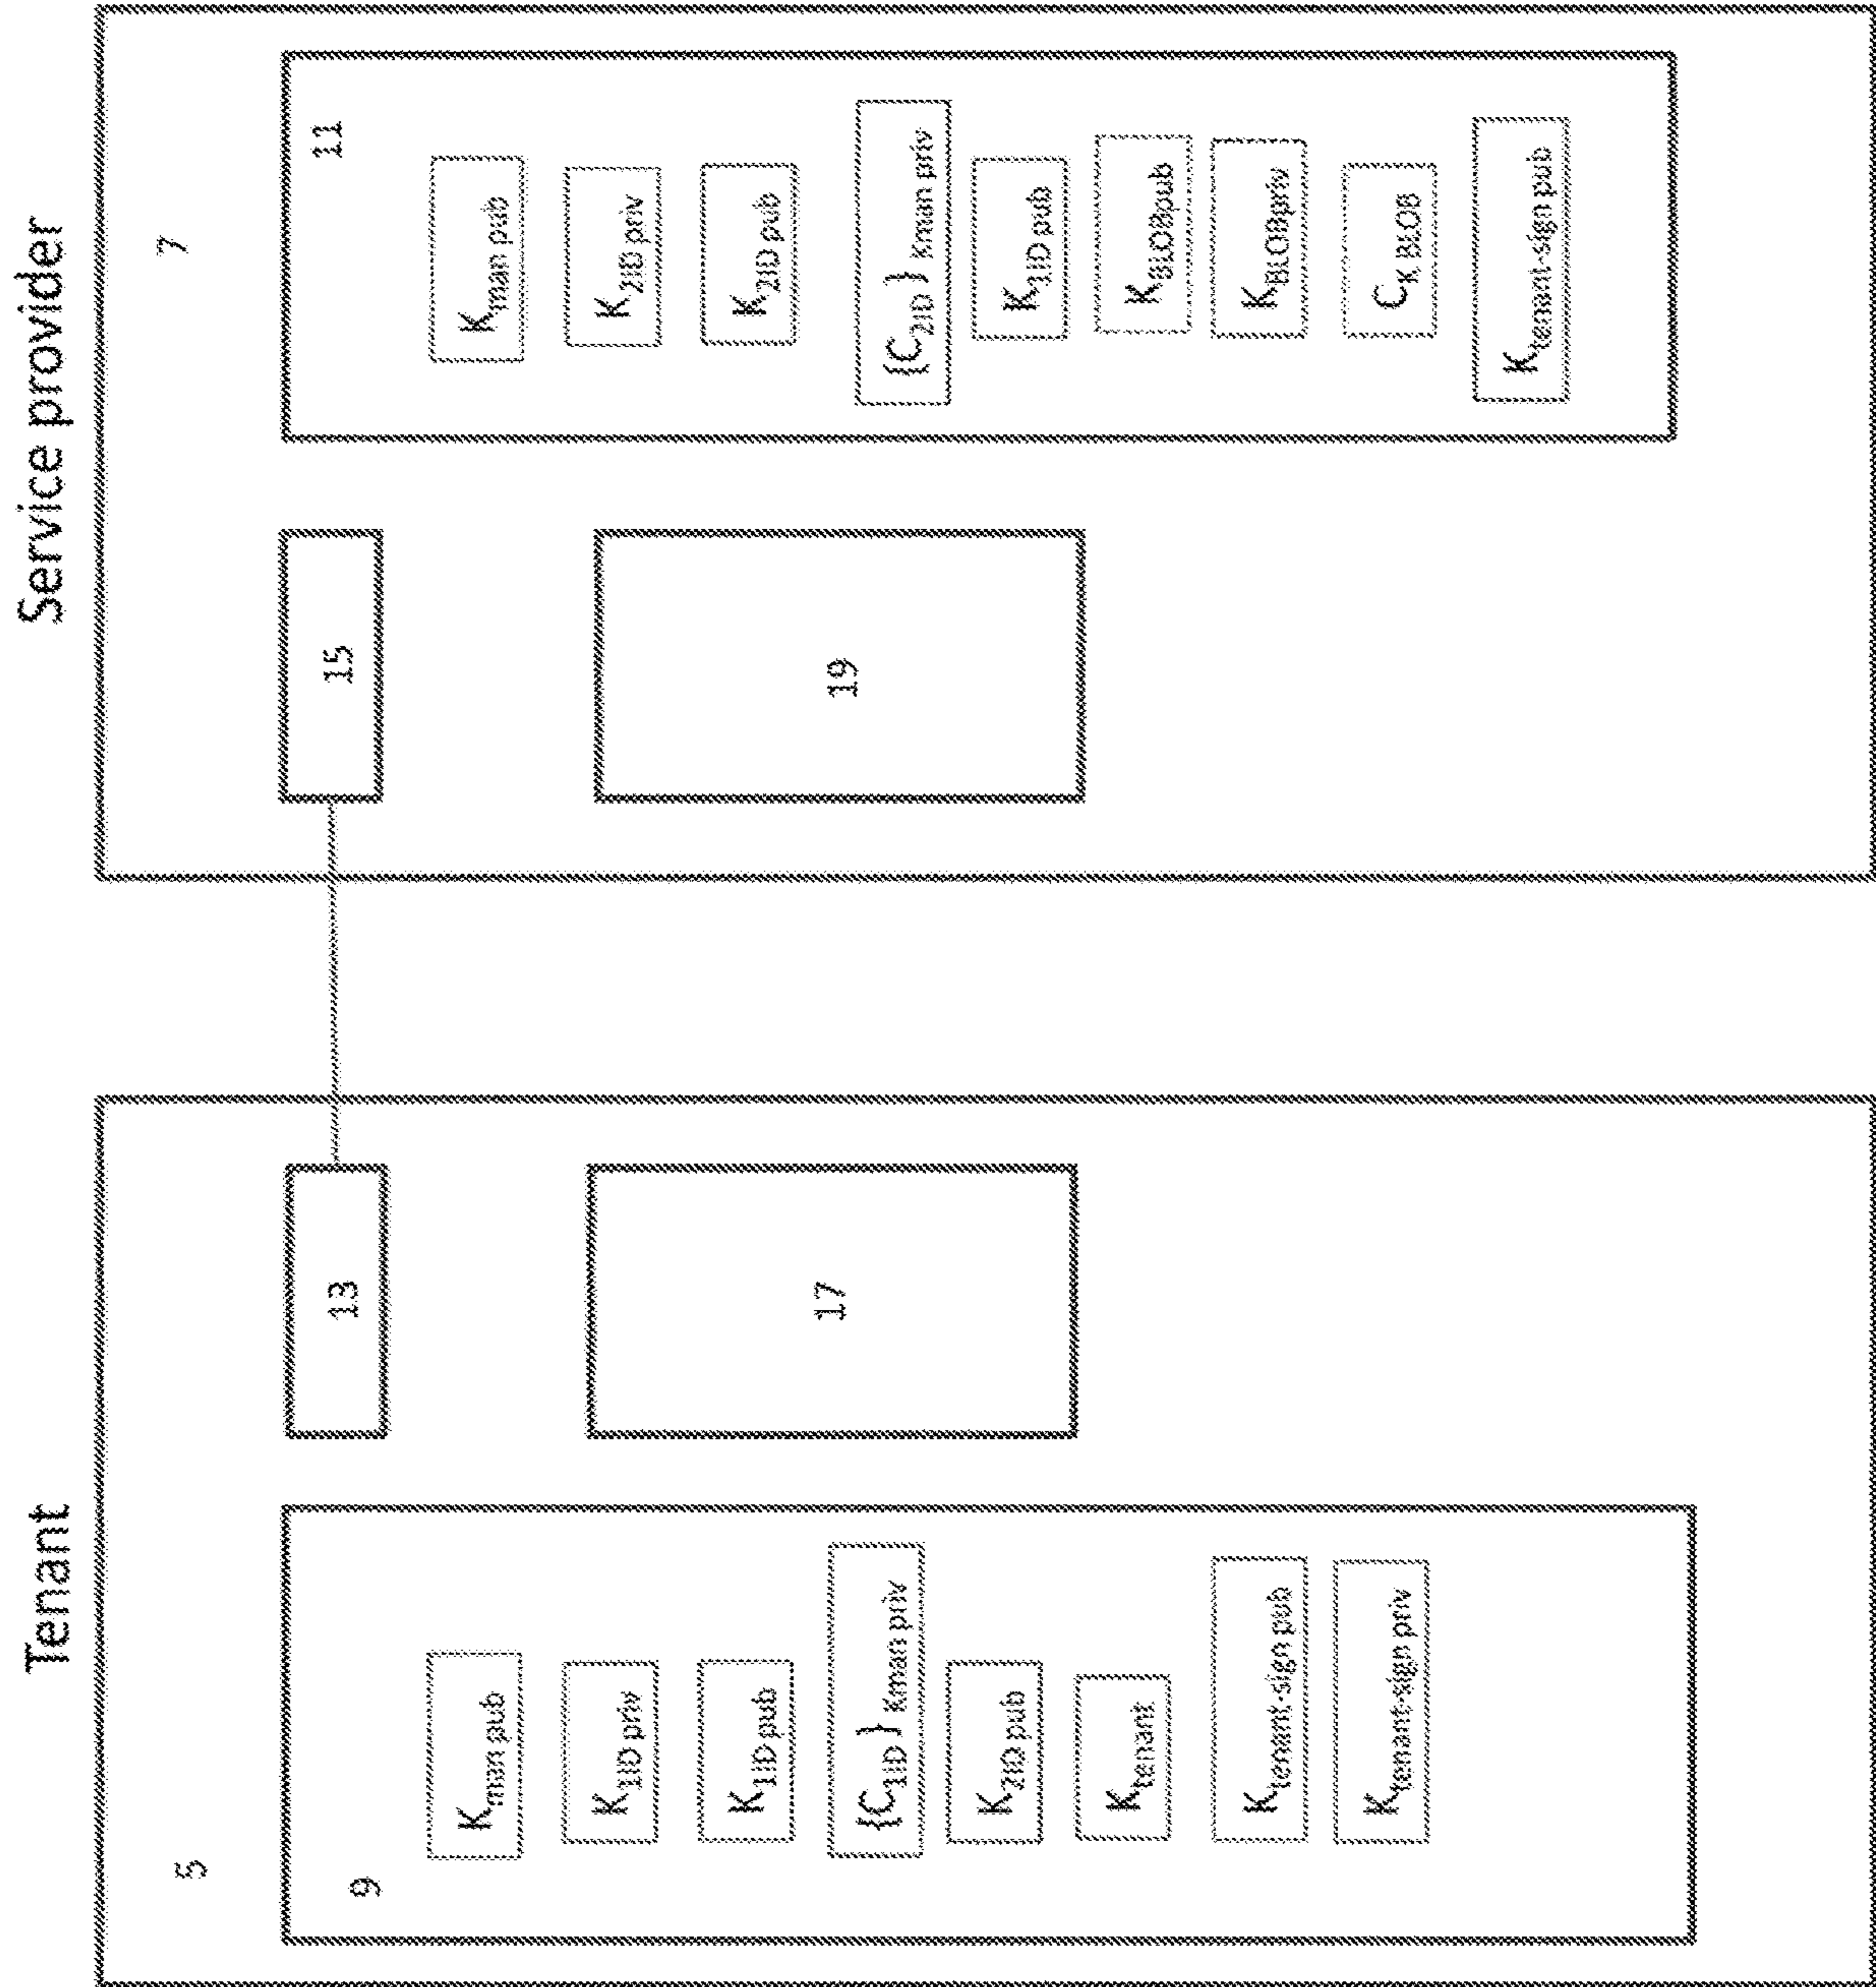 Tenant
5
9
K man pub
K 1ID priv
K 1ID pub
{C 1ID } Kman priv
K 2ID pub
K tenant
K tenant-sign pub
K tenant-sign priv
13
17
Service provider
7
15
19
11
K man pub
K 2ID priv
K 2ID pub
{C 2ID } Kman priv
K 1ID pub
K BLOBpub
K BLOBpriv
C K BLOB
K tenant-sign pub